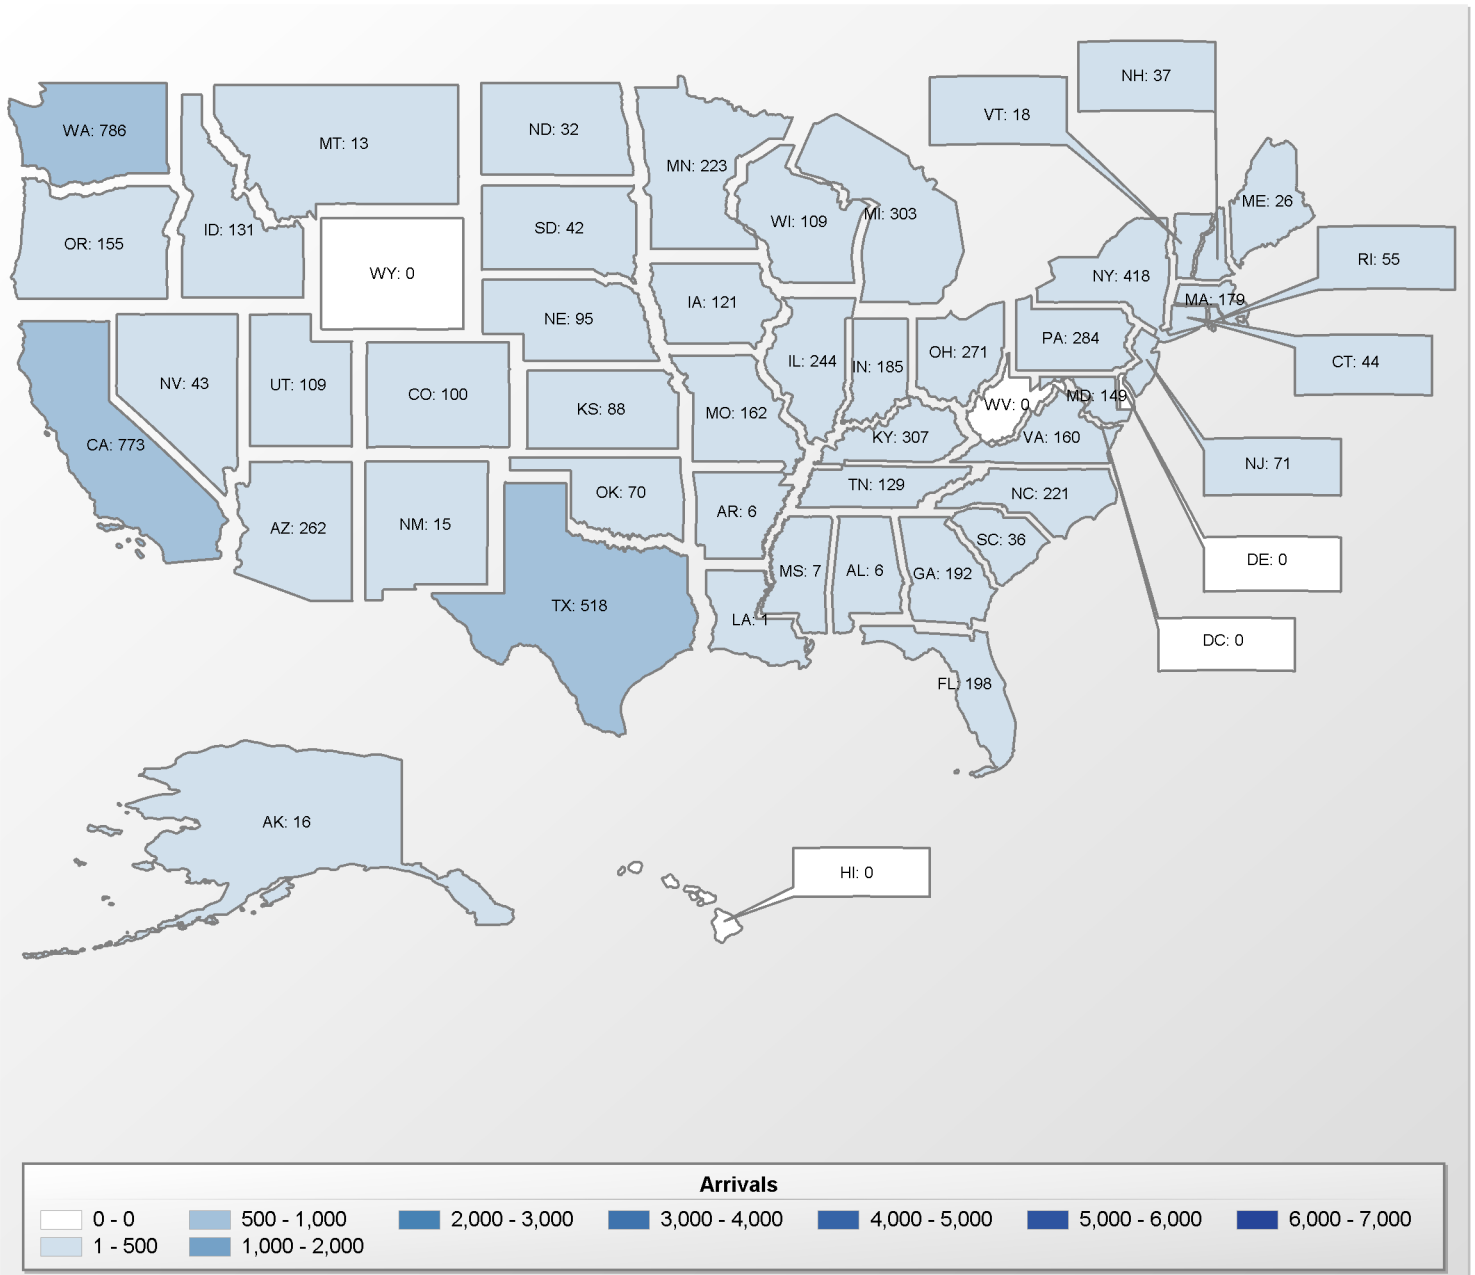 NH: 37
VT: 18
WA: 786
ND: 32
MT: 13
MN: 223
ME: 26
WI: 109
MI: 303
SD: 42
ID: 131
OR: 155
RI: 55
WY: 0
NY: 418
MA: 179
IA: 121
NE: 95
PA: 284
OH: 271
IL: 244
IN: 185
CT: 44
NV: 43
UT: 109
CO: 100
MD: 149
WV: 0
KS: 88
MO: 162
KY: 307
VA: 160
CA: 773
NJ: 71
TN: 129
OK: 70
NC: 221
AR: 6
NM: 15
AZ: 262
SC: 36
DE: 0
MS: 7
AL: 6
GA: 192
TX: 518
LA: 1
DC: 0
FL: 198
AK: 16
HI: 0
Arrivals
0 - 0
500 - 1,000
2,000 - 3,000
3,000 - 4,000
4,000 - 5,000
5,000 - 6,000
6,000 - 7,000
1 - 500
1,000 - 2,000